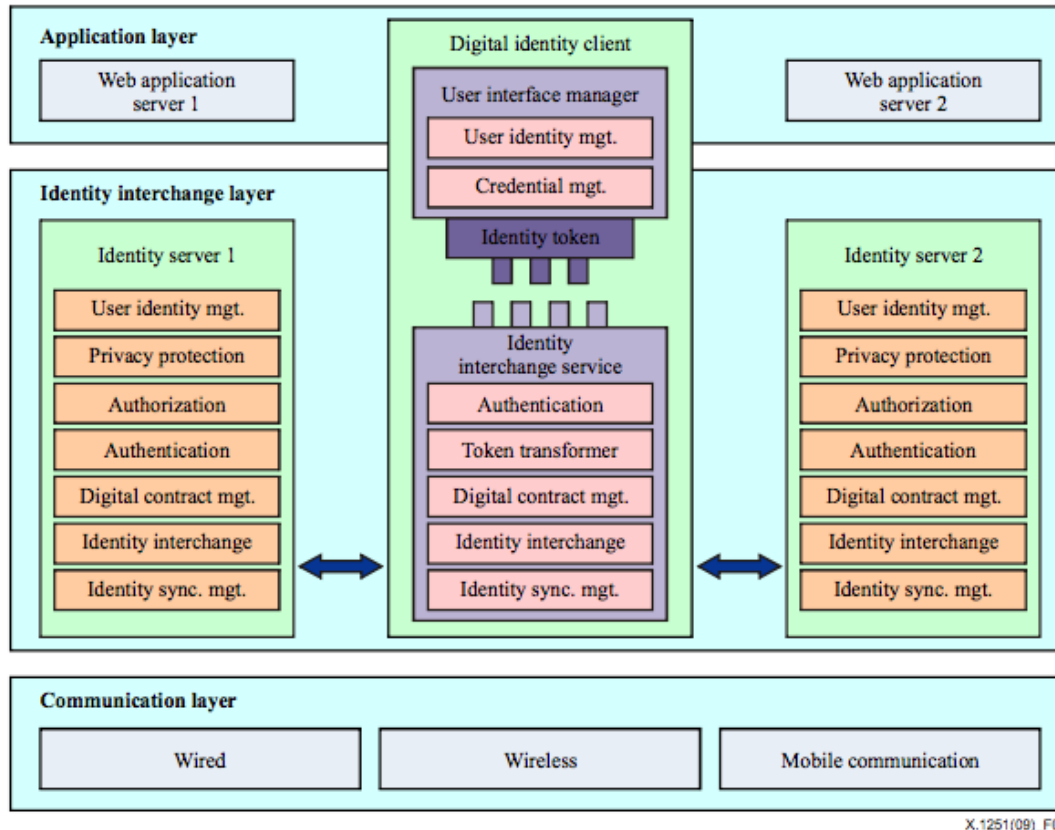 Application layer
Web application
server 1
Digital identity client
User interface manager
User identity mgt.
Credential mgt.
Identity token
Web application
server 2
Identity interchange layer
Identity server 1
User identity mgt.
Privacy protection
Authorization
Authentication
Digital contract mgt.
Identity interchange
Identity sync. mgt.
Identity
interchange service
Authentication
Token transformer
Digital contract mgt.
Identity interchange
Identity sync. mgt.
Identity server 2
User identity mgt.
Privacy protection
Authorization
Authentication
Digital contract mgt.
Identity interchange
Identity sync. mgt.
Communication layer
Wired
Wireless
Mobile communication
X.1251(09)